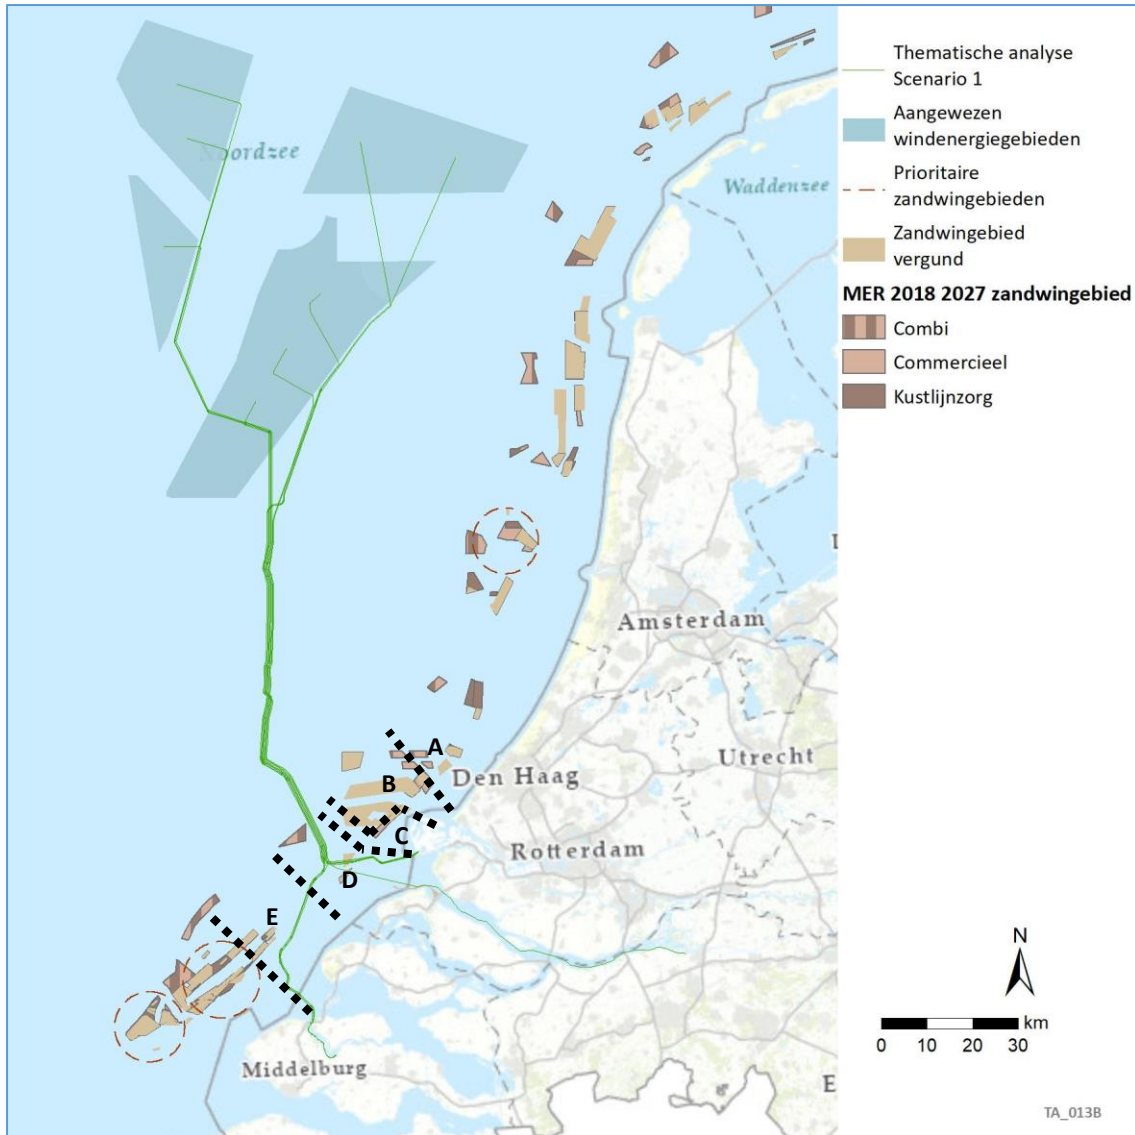 Thematische analyse
Scenario 1
Aangewezen
windenergiegebieden
Prioritaire
zandwingebieden
Zandwingebied
vergund
MER 2018 2027 zandwingebied
Combi
Commercieel
Kustlijnzorg
Noordzee
Waddenzee
Amsterdam
Utrecht
Den Haag
Rotterdam
Middelburg
A
B
C
D
E
E
N
km
0 10 20 30
TA_013B